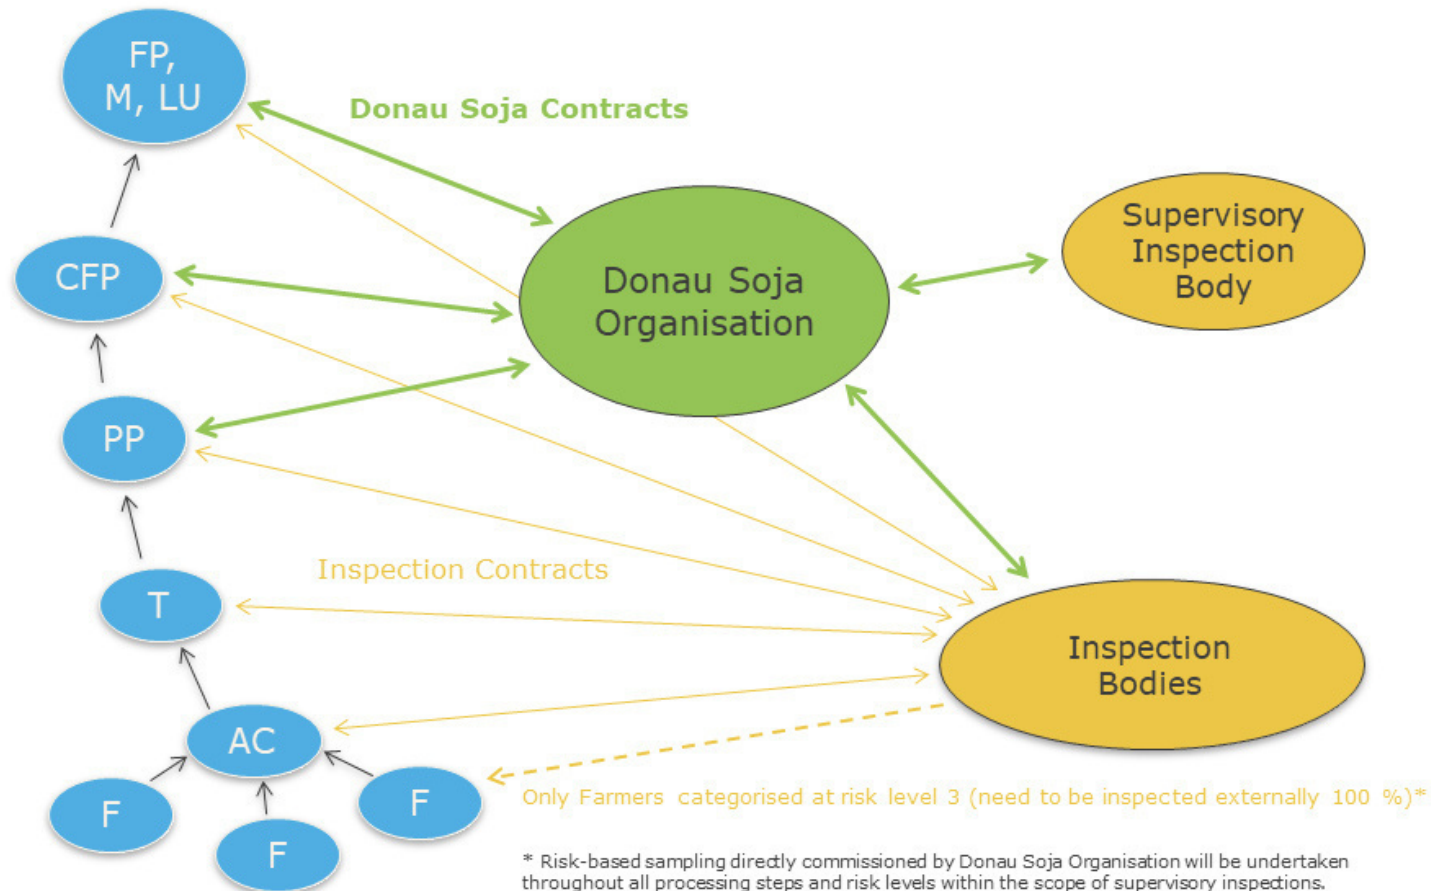 FP,
M, LU
Donau Soja Contracts
Supervisory
Inspection
Body
CFP
Donau Soja
Organisation
PP
Inspection Contracts
T
Inspection
Bodies
AC
F
F
F
Only Farmers categorised at risk level 3 (need to be inspected externally 100 %)*
* Risk-based sampling directly commissioned by Donau Soja Organisation will be undertaken
throughout all processing steps and risk levels within the scope of supervisory inspections.